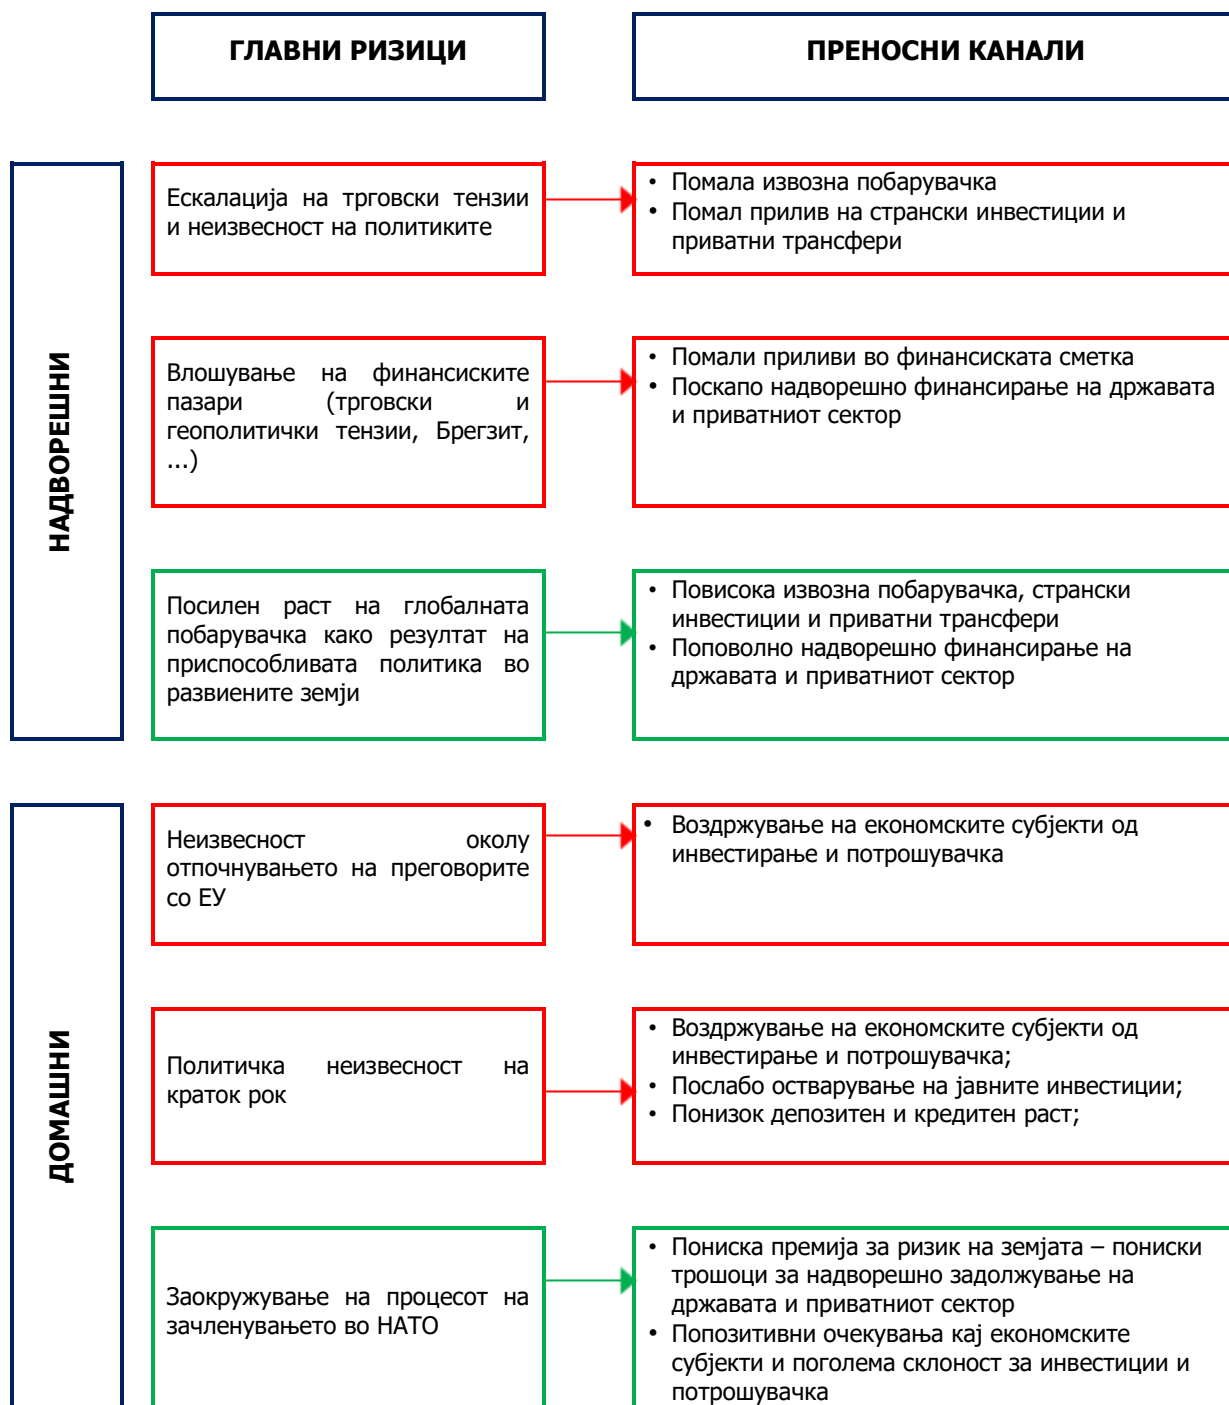 ГЛАВНИ РИЗИЦИ
ПРЕНОСНИ КАНАЛИ
НАДВОРЕШНИ
Ескалација на трговски тензии
и неизвесност на политиките
• Помала извозна побарувачка
• Помал прилив на странски инвестиции и
приватни трансфери
Влошување на финансиските
пазари (трговски и
геополитички тензии, Брегзит,
...)
• Помали приливи во финансиската сметка
• Поскапо надворешно финансирање на државата
и приватниот сектор
Посилен раст на глобалната
побарувачка како резултат на
приспособливата политика во
развиените земји
• Повисока извозна побарувачка, странски
инвестиции и приватни трансфери
• Поповолно надворешно финансирање на
државата и приватниот сектор
ДОМАШНИ
Неизвесност околу
отпочнувањето на преговорите
со ЕУ
• Воздржување на економските субјекти од
инвестирање и потрошувачка
Политичка неизвесност на
краток рок
• Воздржување на економските субјекти од
инвестирање и потрошувачка;
• Послабо остварување на јавните инвестиции;
• Понизок депозитен и кредитен раст;
Заокружување на процесот на
зачленувањето во НАТО
• Пониска премија за ризик на земјата – пониски
трошоци за надворешно задолжување на
државата и приватниот сектор
• Попозитивни очекувања кај економските
субјекти и поголема склоност за инвестиции и
потрошувачка